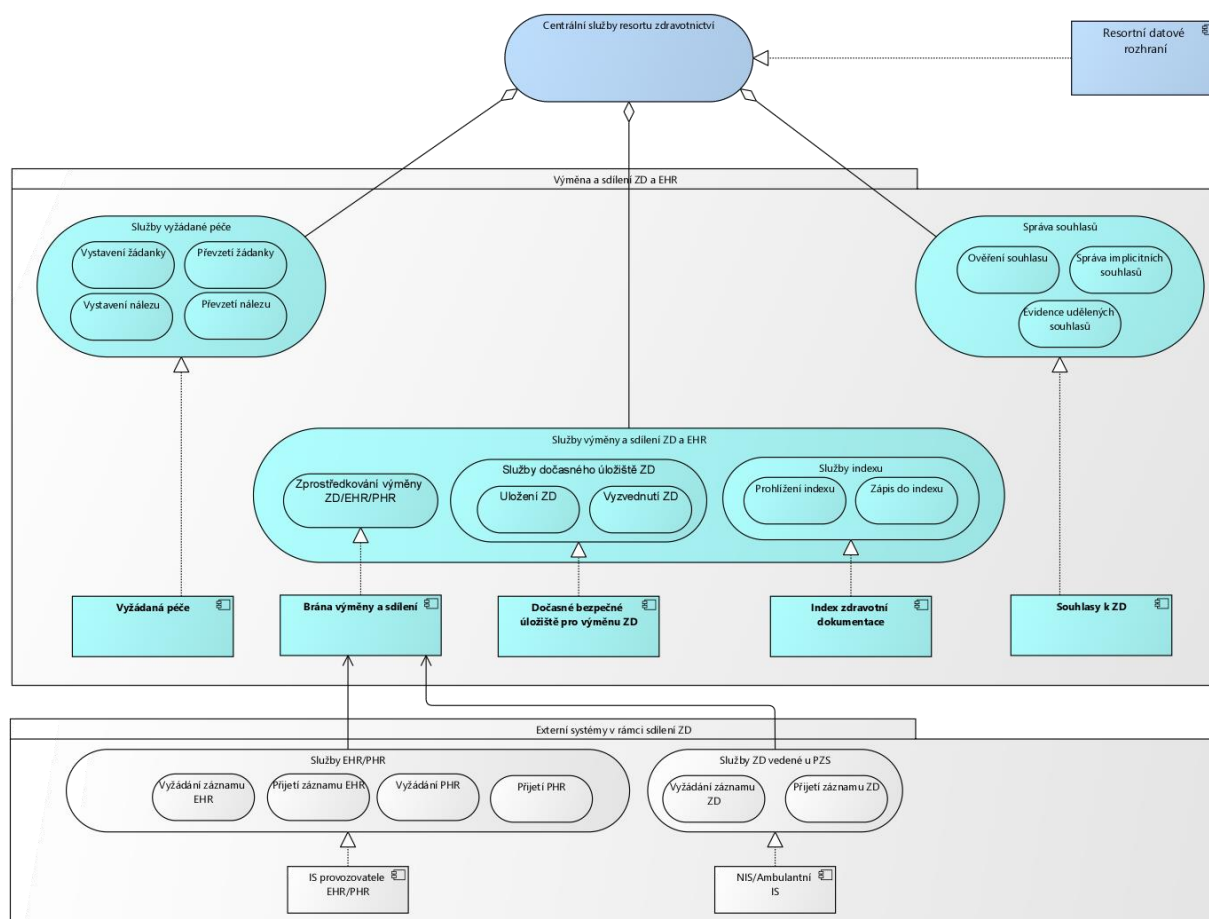 Centrální služby resortu zdravotnictví
Resortní datové
rozhraní
Výměna a sdílení ZD a EHR
Služby vyžádané péče
Vystavení žádanky
Převzetí žádanky
Vystavení nálezu
Převzetí nálezu
Správa souhlasů
Ověření souhlasu
Správa implicitních
souhlasů
Evidence udělených
souhlasů
Služby výměny a sdílení ZD a EHR
Zprostředkování výměny
ZD/EHR/PHR
Služby dočasného úložiště ZD
Uložení ZD
Vyzvednutí ZD
Služby indexu
Prohlížení indexu
Zápis do indexu
Vyžádaná péče
Brána výměny a sdílení
Dočasné bezpečné
úložiště pro výměnu ZD
Index zdravotní
dokumentace
Souhlasy k ZD
Externí systémy v rámci sdílení ZD
Služby EHR/PHR
Vyžádání záznamu
EHR
Přijetí záznamu EHR
Vyžádání PHR
Přijetí PHR
Služby ZD vedené u PZS
Vyžádání záznamu
ZD
Přijetí záznamu ZD
IS provozovatele
EHR/PHR
NIS/Ambulantní
IS